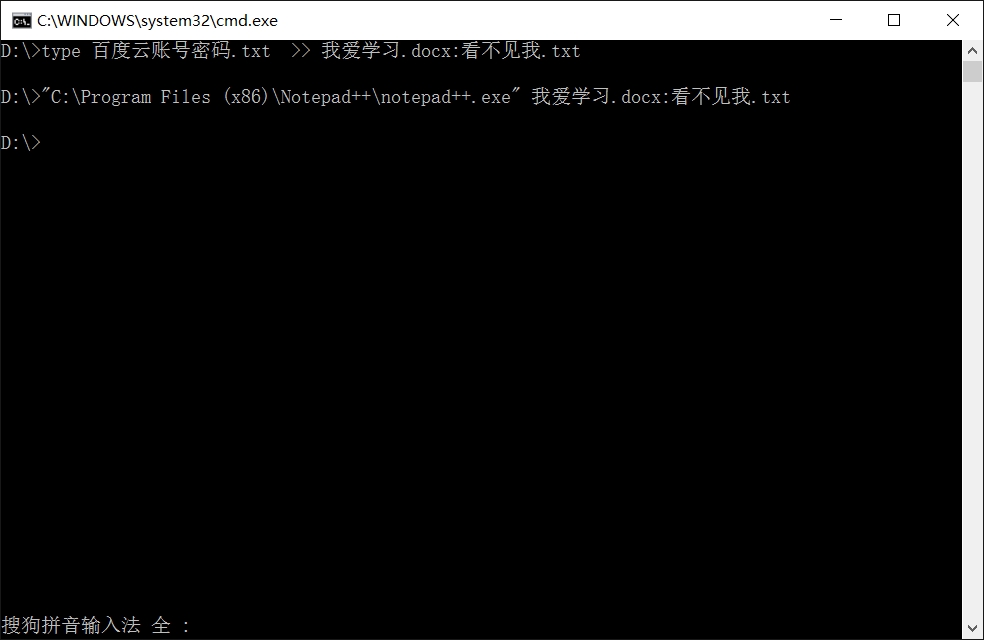 C:\WINDOWS\system32\cmd.exe
D:\>type 百度云账号密码.txt  >> 我爱学习.docx:看不见我.txt
D:\>"C:\Program Files (x86)\Notepad++\notepad++.exe" 我爱学习.docx:看不见我.txt
D:\>
搜狗拼音输入法 全 :